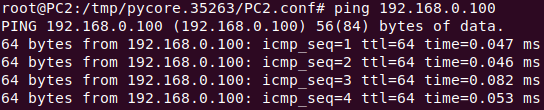 root@PC2:/tmp/pycore.35263/PC2.conf# ping 192.168.0.100
PING 192.168.0.100 (192.168.0.100) 56(84) bytes of data.
64 bytes from 192.168.0.100: icmp_seq=1 ttl=64 time=0.047 ms
64 bytes from 192.168.0.100: icmp_seq=2 ttl=64 time=0.046 ms
64 bytes from 192.168.0.100: icmp_seq=3 ttl=64 time=0.082 ms
64 bytes from 192.168.0.100: icmp_seq=4 ttl=64 time=0.053 ms